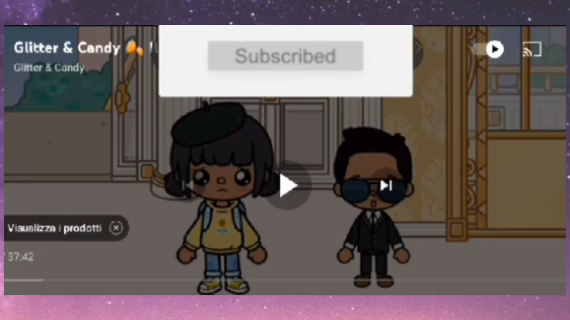 Glitter & Candy
Subscribed
Glitter & Candy
Visualizza i prodotti
37.42